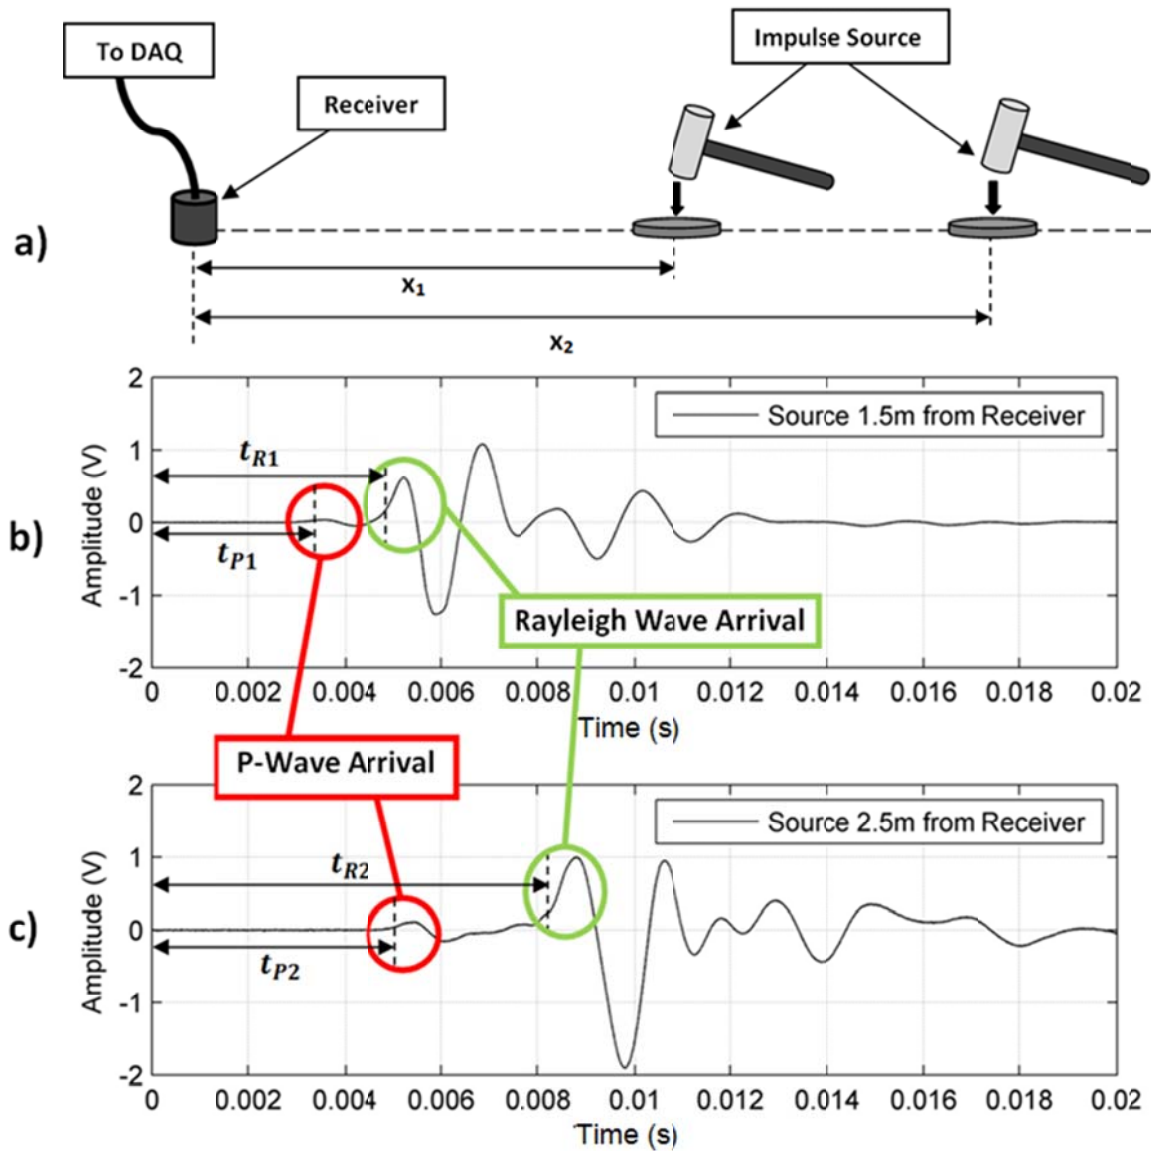 To DAQ
Impulse Source
Receiver
a)
x₁
x₂
b)
Amplitude (V)
2
1
0
-1
-2
Source 1.5m from Receiver
t_R1
t_P1
Rayleigh Wave Arrival
0 0.002 0.004 0.006 0.008 0.01 0.012 0.014 0.016 0.018 0.02
Time (s)
P-Wave Arrival
c)
Amplitude (V)
2
1
0
-1
-2
Source 2.5m from Receiver
t_R2
t_P2
0 0.002 0.004 0.006 0.008 0.01 0.012 0.014 0.016 0.018 0.02
Time (s)